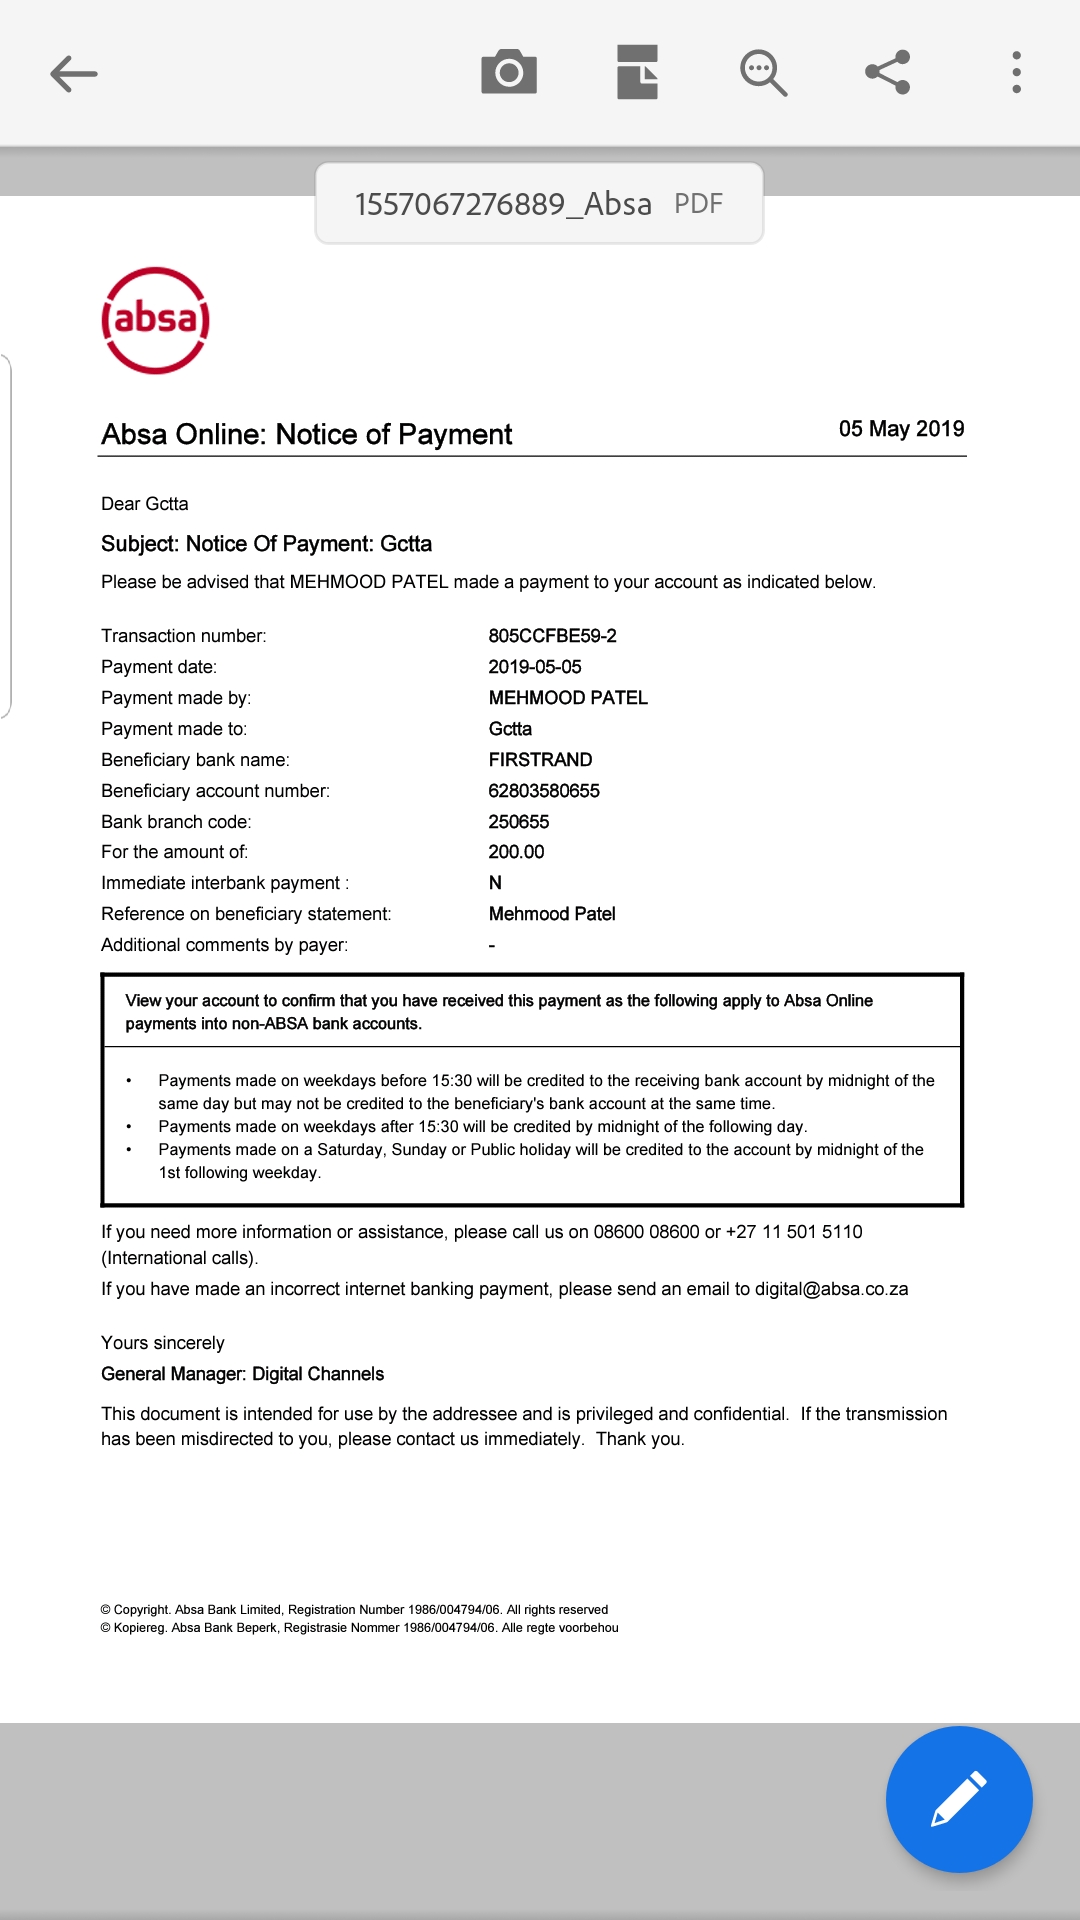 1557067276889_Absa PDF
absa
Absa Online: Notice of Payment 05 May 2019
Dear Gctta
Subject: Notice Of Payment: Gctta
Please be advised that MEHMOOD PATEL made a payment to your account as indicated below.
Transaction number: 805CCFBE59-2
Payment date: 2019-05-05
Payment made by: MEHMOOD PATEL
Payment made to: Gctta
Beneficiary bank name: FIRSTRAND
Beneficiary account number: 62803580655
Bank branch code: 250655
For the amount of: 200.00
Immediate interbank payment : N
Reference on beneficiary statement: Mehmood Patel
Additional comments by payer: -
View your account to confirm that you have received this payment as the following apply to Absa Online
payments into non-ABSA bank accounts.
• Payments made on weekdays before 15:30 will be credited to the receiving bank account by midnight of the
same day but may not be credited to the beneficiary's bank account at the same time.
• Payments made on weekdays after 15:30 will be credited by midnight of the following day.
• Payments made on a Saturday, Sunday or Public holiday will be credited to the account by midnight of the
1st following weekday.
If you need more information or assistance, please call us on 08600 08600 or +27 11 501 5110
(International calls).
If you have made an incorrect internet banking payment, please send an email to digital@absa.co.za
Yours sincerely
General Manager: Digital Channels
This document is intended for use by the addressee and is privileged and confidential. If the transmission
has been misdirected to you, please contact us immediately. Thank you.
© Copyright. Absa Bank Limited, Registration Number 1986/004794/06. All rights reserved
© Kopiereg. Absa Bank Beperk, Registrasie Nommer 1986/004794/06. Alle regte voorbehou